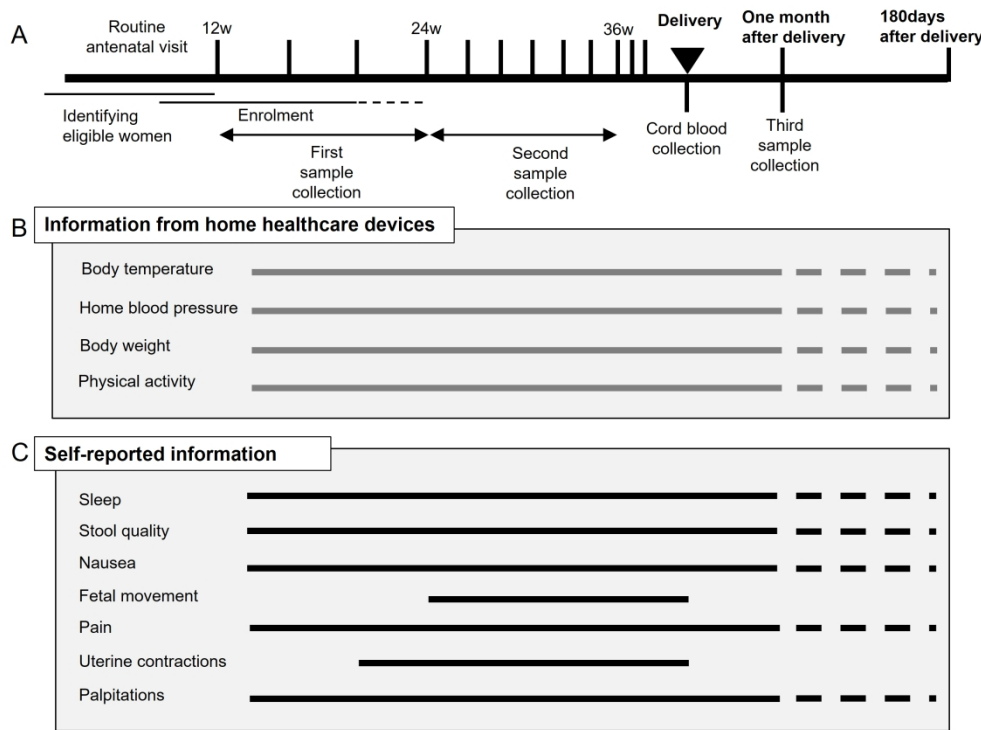 A
Routine
antenatal visit
12w
24w
36w
Delivery
One month
after delivery
180days
after delivery
Identifying
eligible women
Enrolment
First
sample
collection
Second
sample
collection
Cord blood
collection
Third
sample
collection
B
Information from home healthcare devices
Body temperature
Home blood pressure
Body weight
Physical activity
C
Self-reported information
Sleep
Stool quality
Nausea
Fetal movement
Pain
Uterine contractions
Palpitations